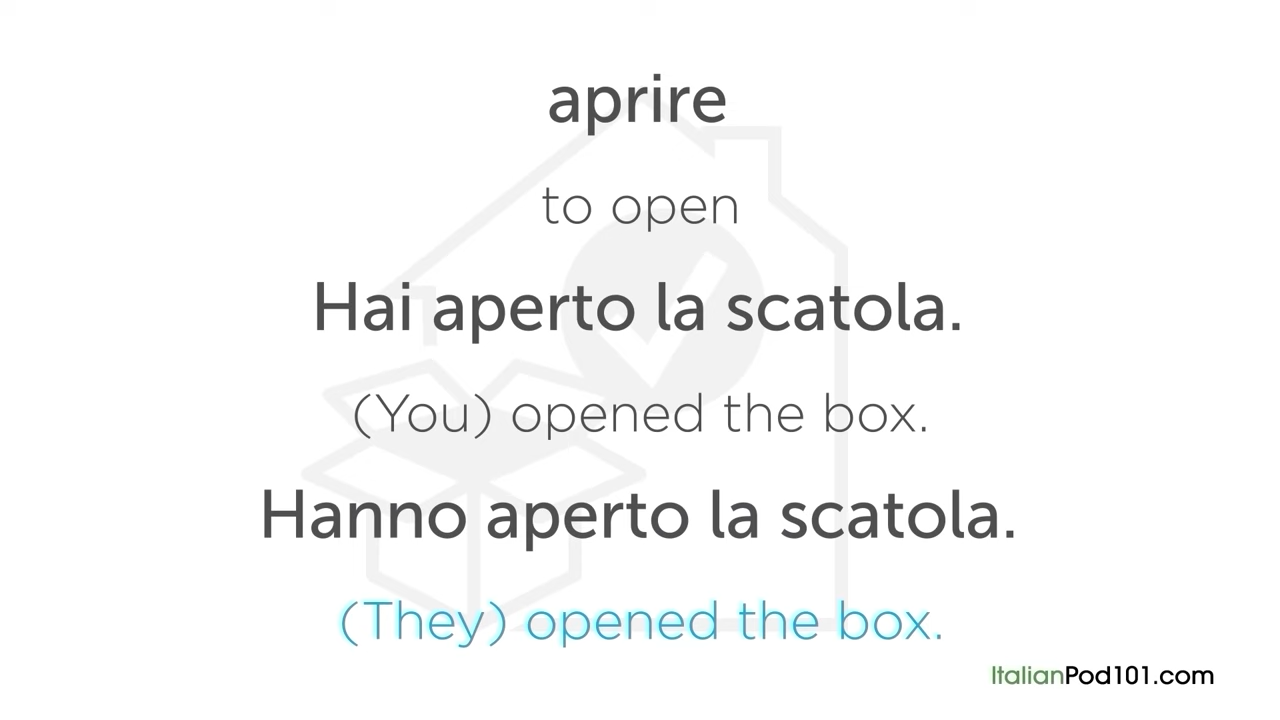 aprire
to open
Hai aperto la scatola.
(You) opened the box.
Hanno aperto la scatola.
(They) opened the box.
ItalianPod101.com